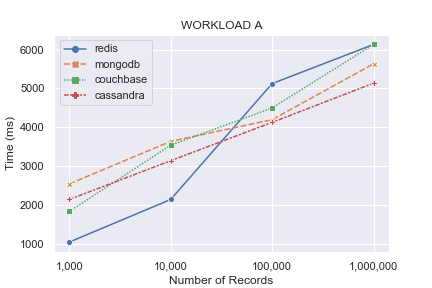 WORKLOAD A
redis
mongodb
couchbase
cassandra
6000
5000
4000
3000
2000
1000
Time (ms)
1,000 10,000 100,000 1,000,000
Number of Records